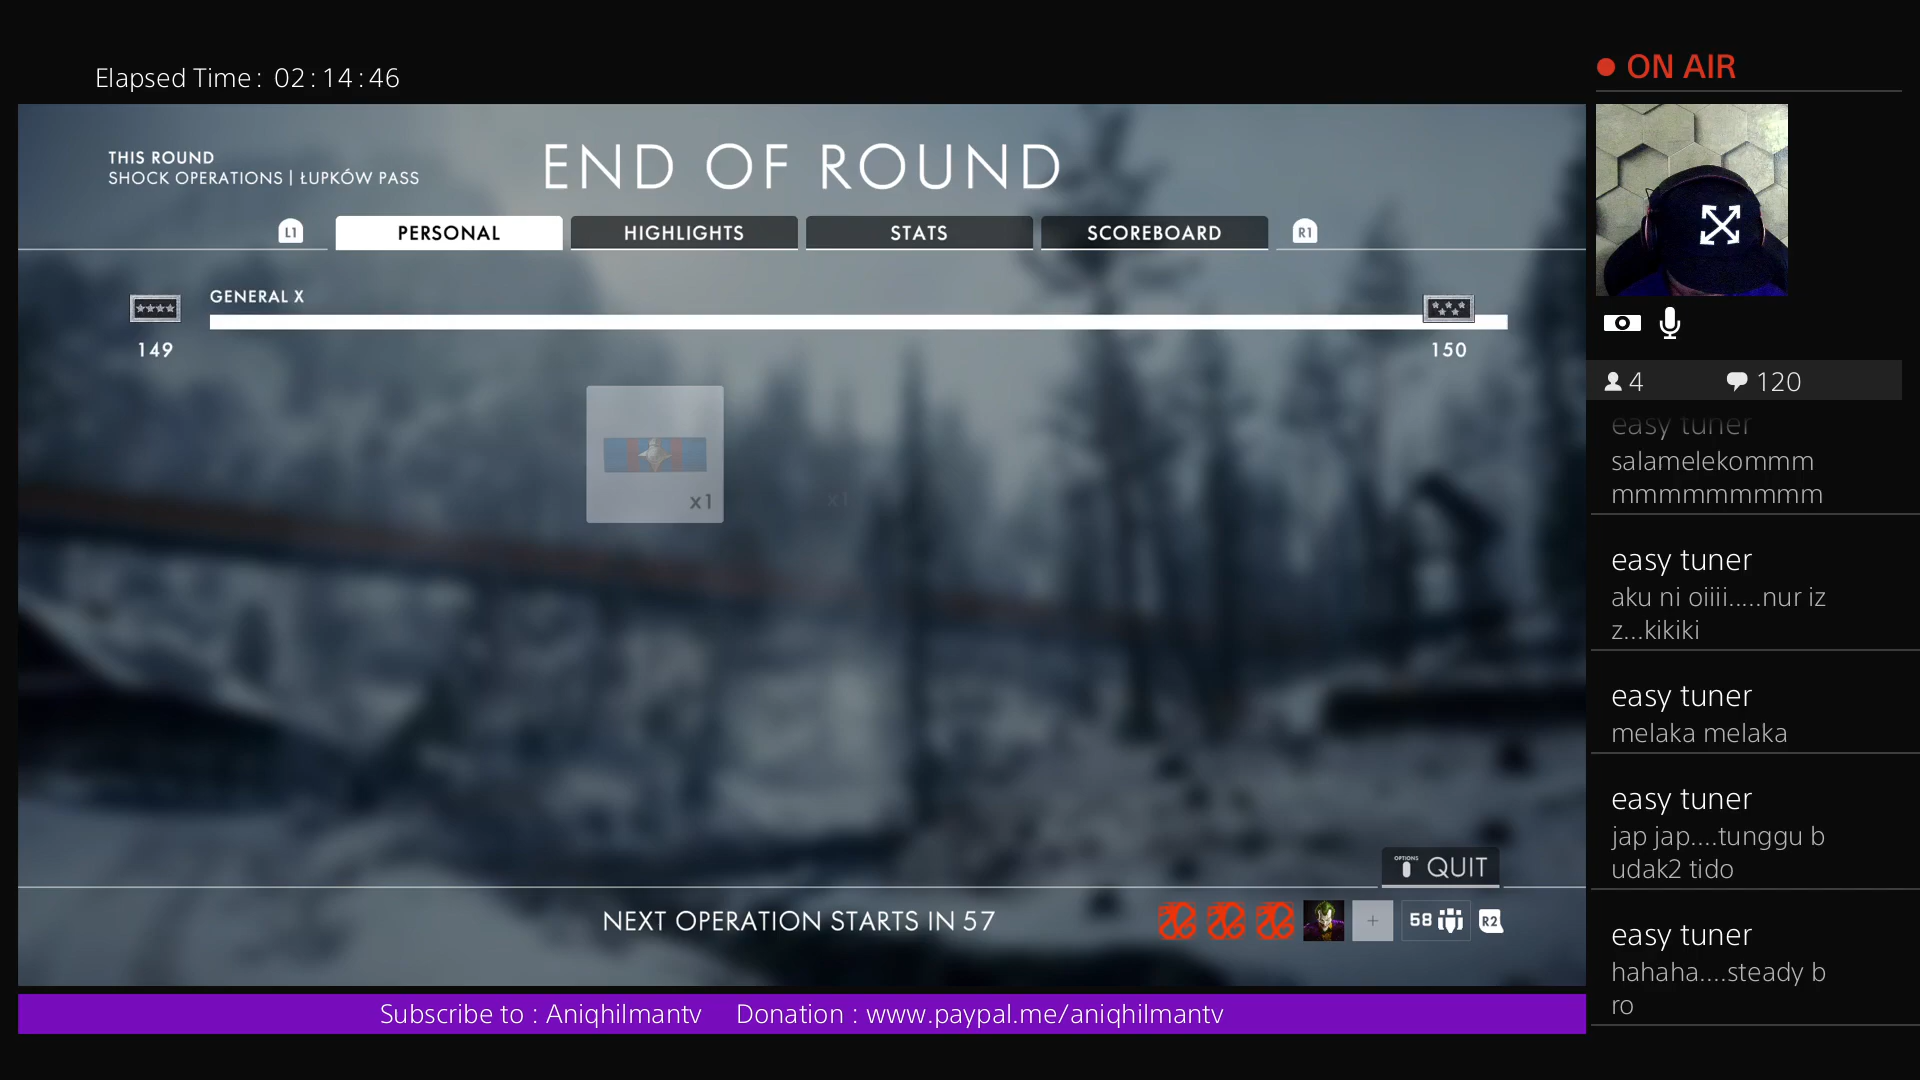 Elapsed Time: 02:14:46
ON AIR
THIS ROUND
SHOCK OPERATIONS | ŁUPKÓW PASS
END OF ROUND
L1
PERSONAL
HIGHLIGHTS
STATS
SCOREBOARD
R1
GENERAL X
149
150
x1
x1
4
120
easy tuner
salamelekommm
mmmmmmmmm
easy tuner
aku ni oiiii.....nur iz
z...kikiki
easy tuner
melaka melaka
easy tuner
jap jap....tunggu b
udak2 tido
easy tuner
hahaha....steady b
ro
OPTIONS
QUIT
NEXT OPERATION STARTS IN 57
58
R2
Subscribe to : Aniqhilmantv Donation : www.paypal.me/aniqhilmantv